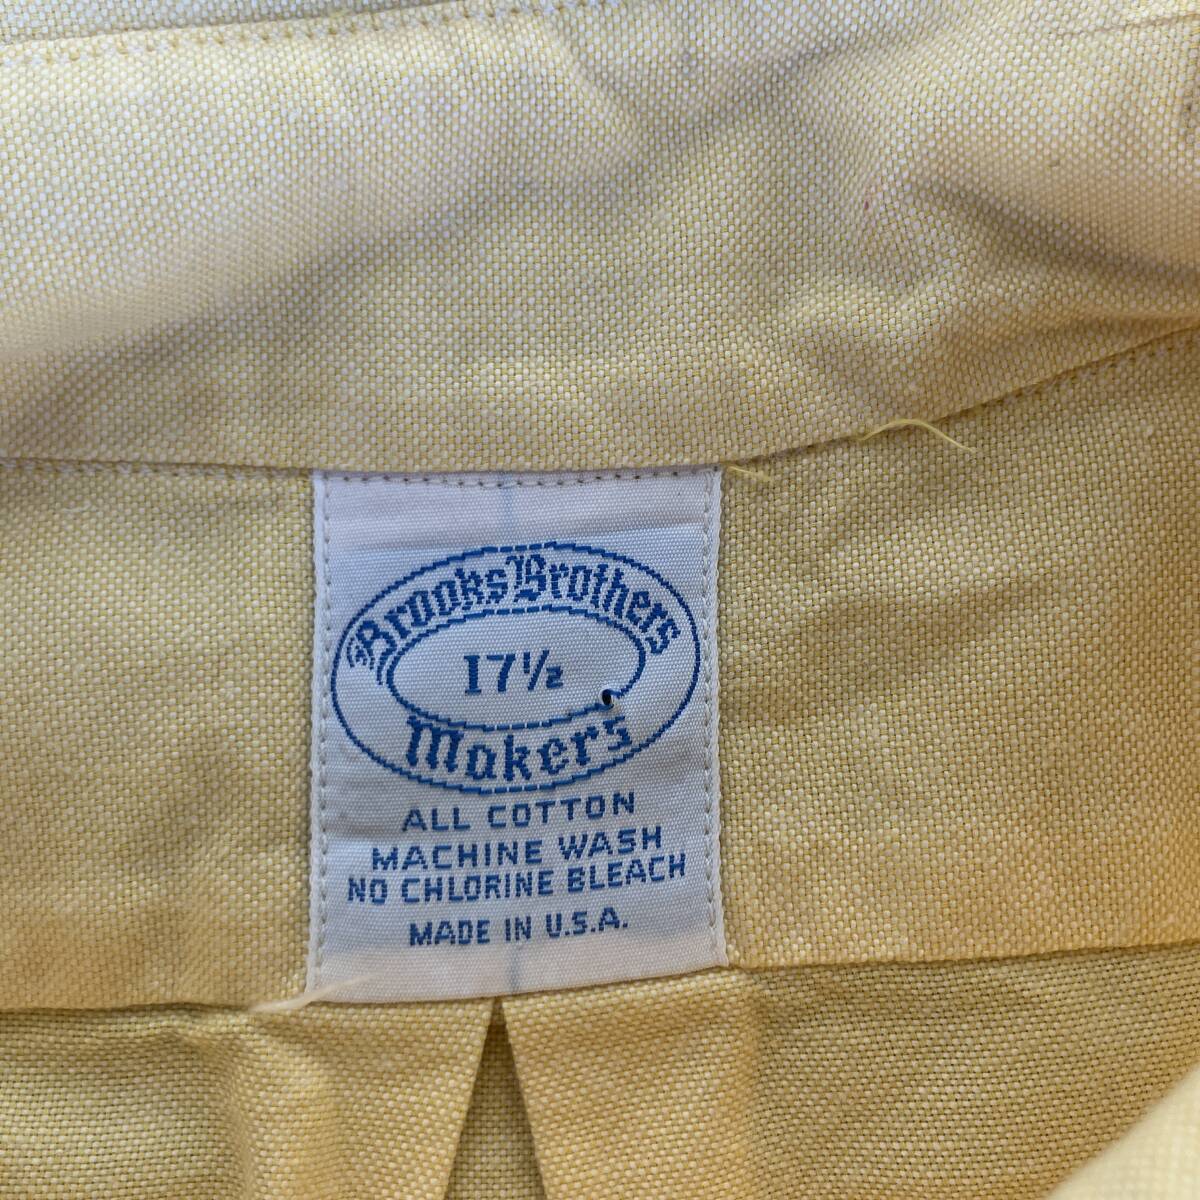 Brooks Brothers
17½
Makers
ALL COTTON
MACHINE WASH
NO CHLORINE BLEACH
MADE IN U.S.A.